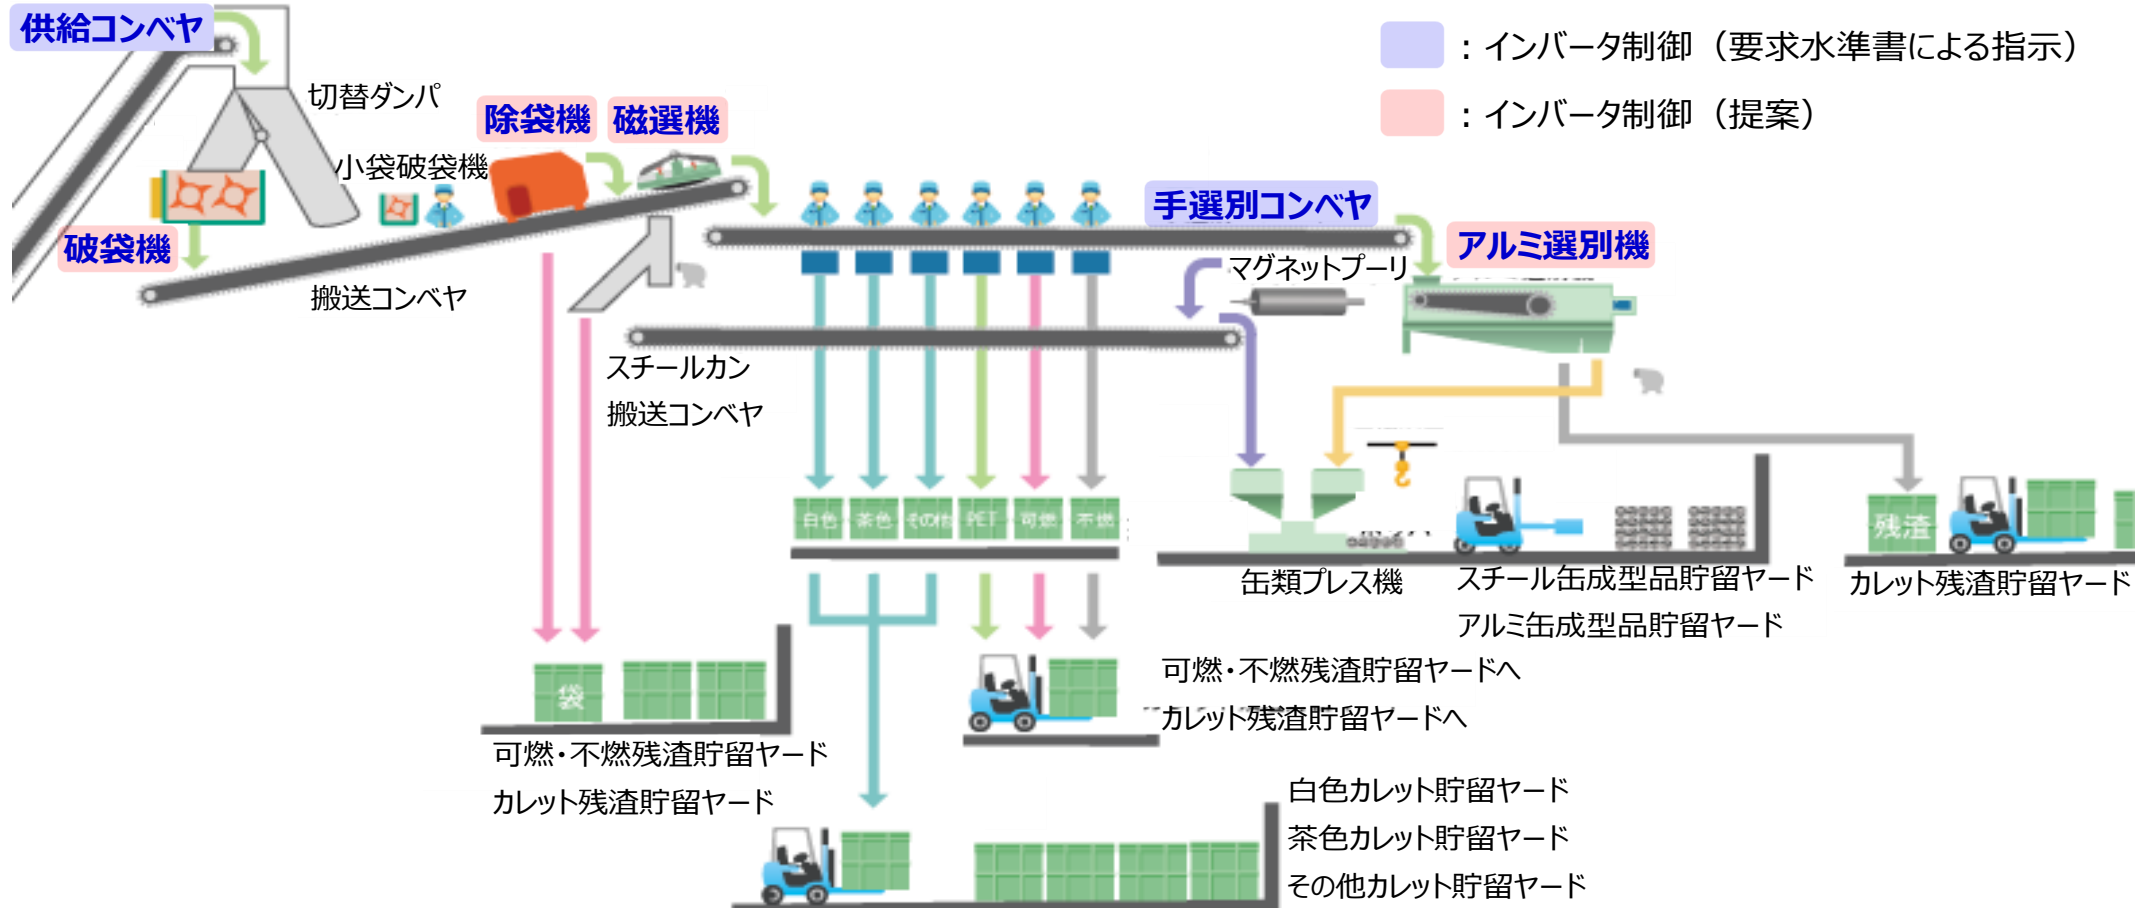 供給コンベヤ
：インバータ制御（要求水準書による指示）
：インバータ制御（提案）
切替ダンパ
除袋機
磁選機
小袋破袋機
破袋機
搬送コンベヤ
手選別コンベヤ
アルミ選別機
マグネットプーリ
スチールカン
搬送コンベヤ
白色
茶色
その他
PET
可燃
不燃
残渣
缶類プレス機
スチール缶成型品貯留ヤード
アルミ缶成型品貯留ヤード
カレット残渣貯留ヤード
袋
可燃・不燃残渣貯留ヤードへ
カレット残渣貯留ヤードへ
可燃・不燃残渣貯留ヤード
カレット残渣貯留ヤード
白色カレット貯留ヤード
茶色カレット貯留ヤード
その他カレット貯留ヤード